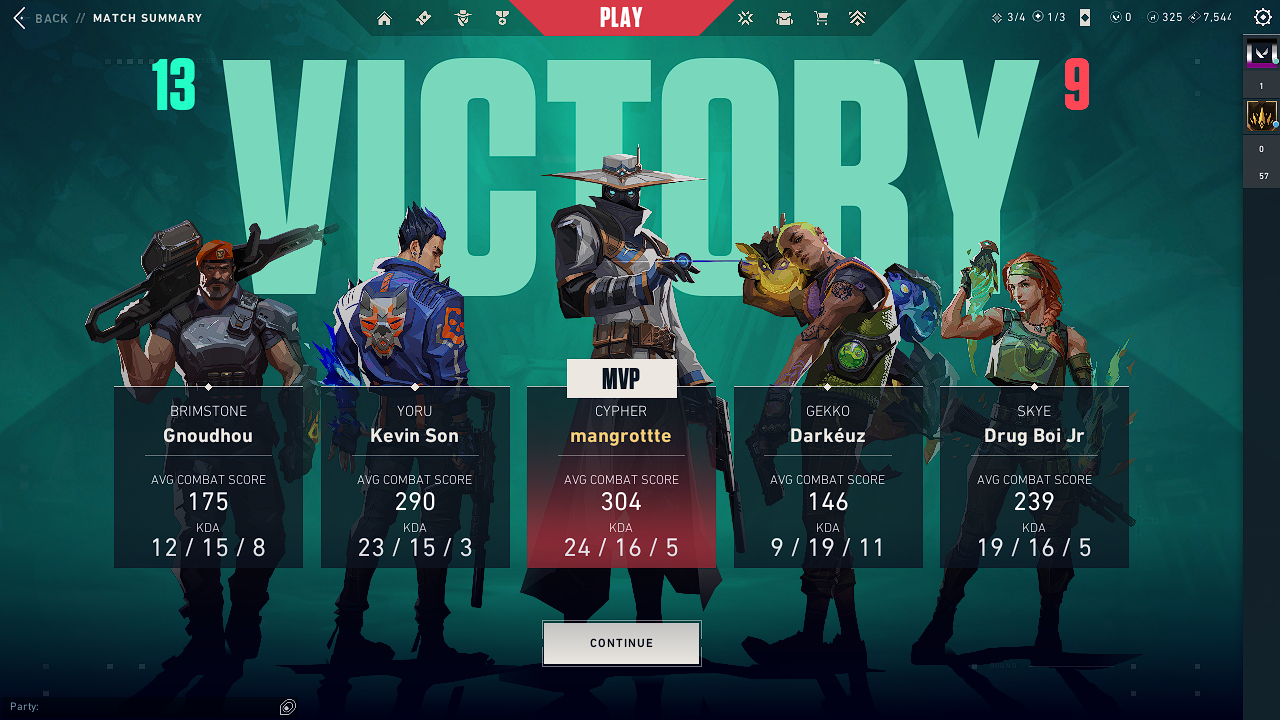 BACK // MATCH SUMMARY
PLAY
3/4 1/3 0 325 7,544
13 VICTORY 9
1
0
57
MVP
BRIMSTONE YORU CYPHER GEKKO SKYE
Gnoudhou Kevin Son mangrottte Darkéuz Drug Boi Jr
AVG COMBAT SCORE AVG COMBAT SCORE AVG COMBAT SCORE AVG COMBAT SCORE AVG COMBAT SCORE
175 290 304 146 239
KDA KDA KDA KDA KDA
12 / 15 / 8 23 / 15 / 3 24 / 16 / 5 9 / 19 / 11 19 / 16 / 5
CONTINUE
Party: